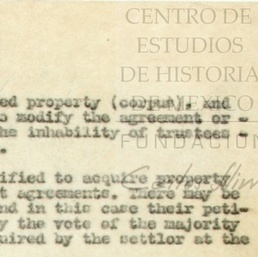 CENTRO DE
ESTUDIOS
DE HISTORIA
DE MEXICO
FUNDACION
ed property (corpus), and
o modify the agreement or -
he inhability of trustees -
.
ified to acquire property
t agreements. There may be
nd in this case their peti-
y the vote of the majority
uired by the settlor at the